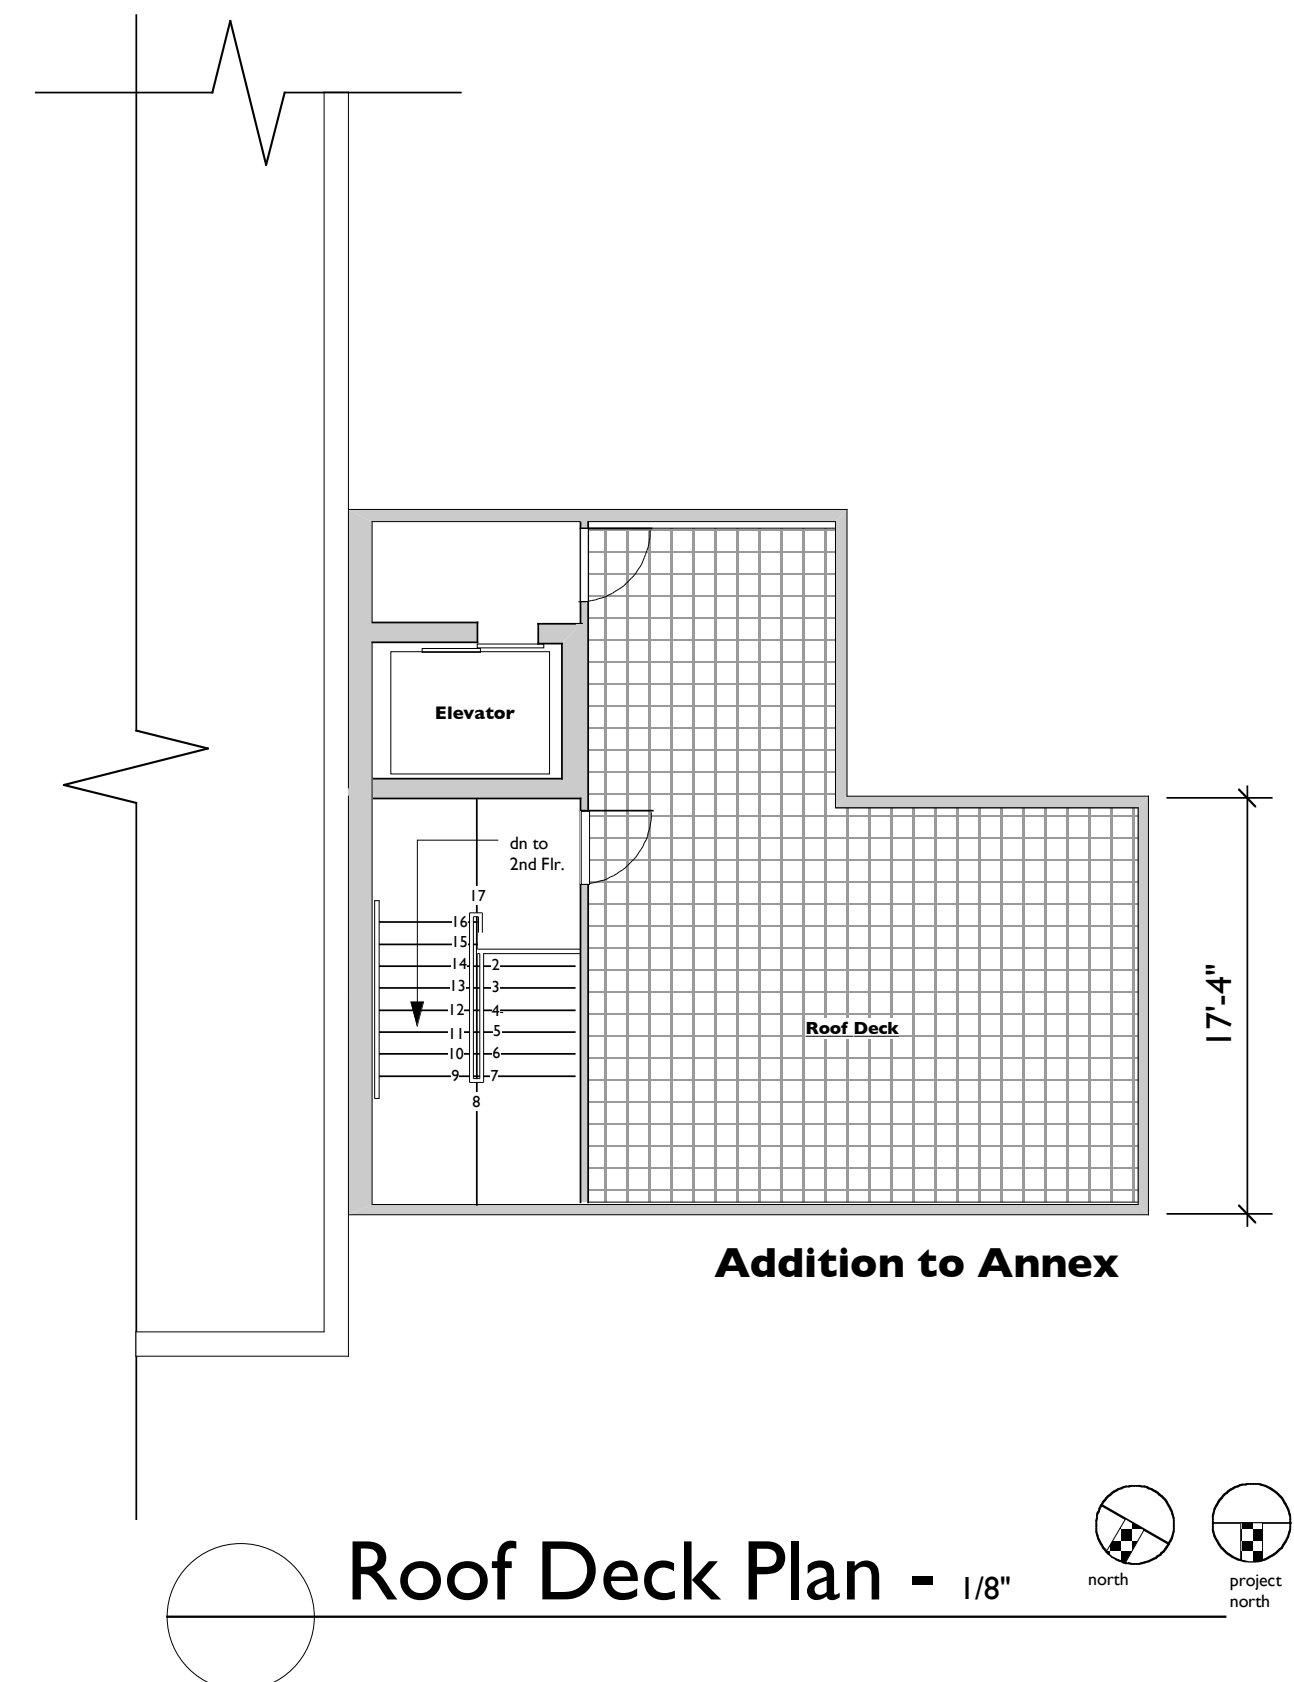 Elevator
dn to
2nd Flr.
17
16
15
14 2
13 3
12 4
11 5
10 6
9 7
8
Roof Deck
17'-4"
Addition to Annex
Roof Deck Plan - 1/8"
north
project
north